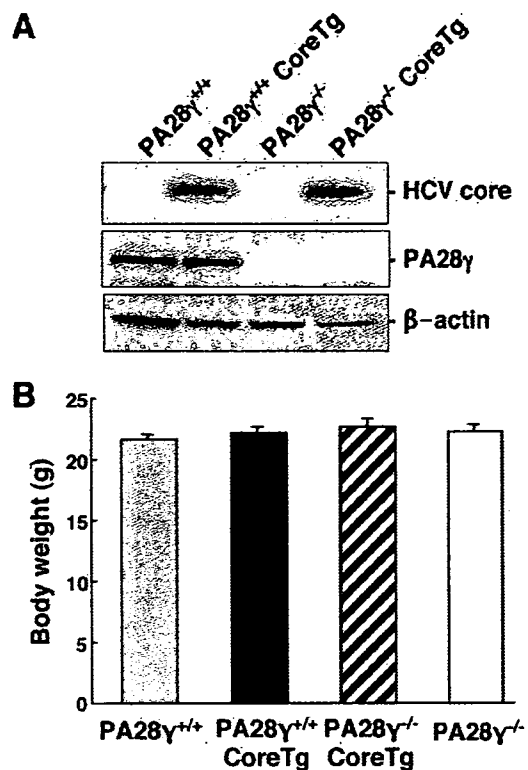 A
PA28γ+/+
PA28γ+/+ CoreTg
PA28γ-/-
PA28γ-/- CoreTg
HCV core
PA28γ
β-actin
B
Body weight (g)
25
20
15
10
5
0
PA28γ+/+
PA28γ+/+ CoreTg
PA28γ-/- CoreTg
PA28γ-/-